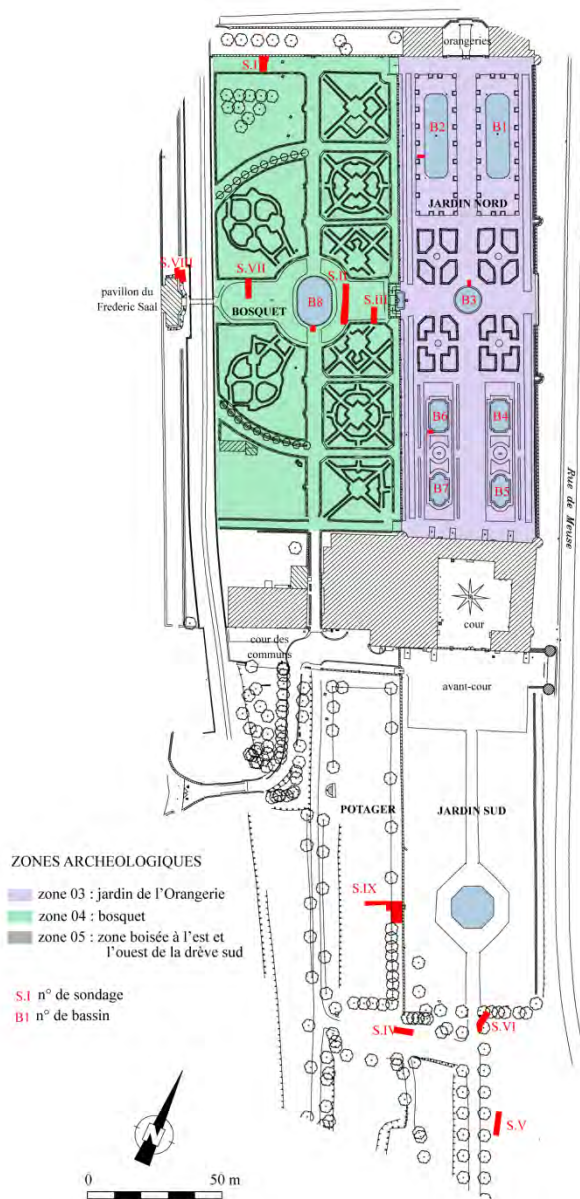 orangeries
S.I
B2
B1
JARDIN NORD
S.VIII
S.VII
S.II
pavillon du
Frederic Saal
BOSQUET
B8
S.III
B3
B6
B4
B7
B5
Rue de Meuse
cour
cour des
communs
avant-cour
POTAGER
JARDIN SUD
ZONES ARCHEOLOGIQUES
zone 03 : jardin de l'Orangerie
zone 04 : bosquet
zone 05 : zone boisée à l'est et
l'ouest de la drève sud
S.IX
S.I n° de sondage
B1 n° de bassin
S.IV
S.VI
S.V
N
0 50 m